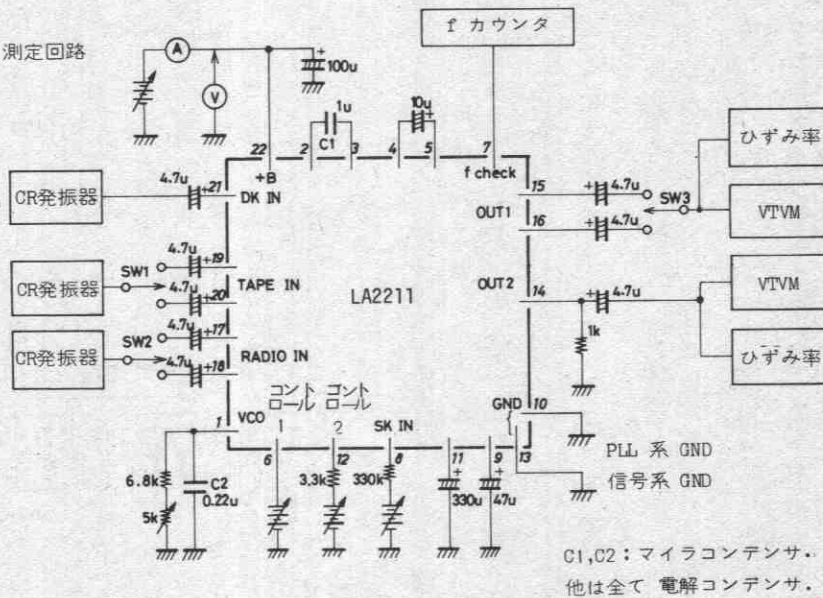 測定回路
f カウンタ
A
V
+
100u
1u
C1
10u
+
22
2
3
4
5
7
+B
f check
CR発振器
4.7u
+21
DK IN
15
+
4.7u
ひずみ率
OUT1
SW3
16
+
4.7u
VTVM
4.7u
+19
CR発振器
SW1
4.7u
TAPE IN
+20
LA2211
OUT2
14
+
4.7u
VTVM
4.7u
SW2
+17
CR発振器
4.7u
RADIO IN
+18
1k
ひずみ率
1
VCO
コント
ロール
1
コント
ロール
2
SK IN
GND
10
6
12
8
11
9
13
PLL 系 GND
信号系 GND
6.8k
5k
C2
0.22u
3.3k
330k
+
330u
+
47u
C1,C2：マイラコンデンサ.
他は全て 電解コンデンサ.